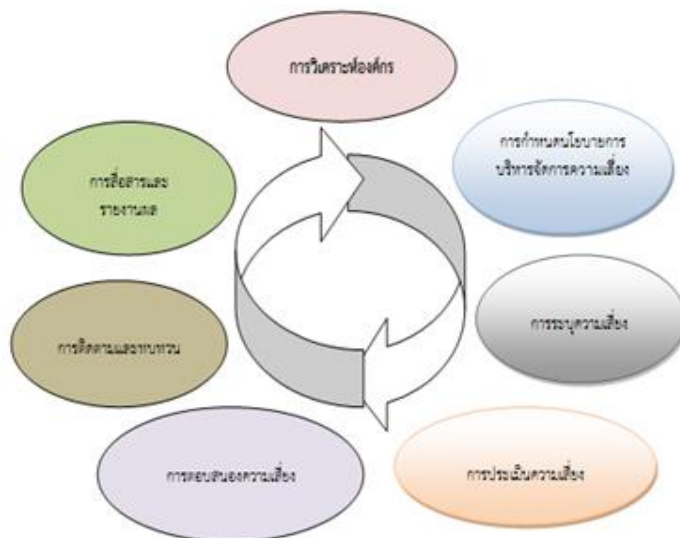 การวิเคราะห์องค์กร
การกำหนดนโยบายการ
บริหารจัดการความเสี่ยง
การระบุความเสี่ยง
การประเมินความเสี่ยง
การตอบสนองความเสี่ยง
การติดตามและทบทวน
การสื่อสารและ
รายงานผล